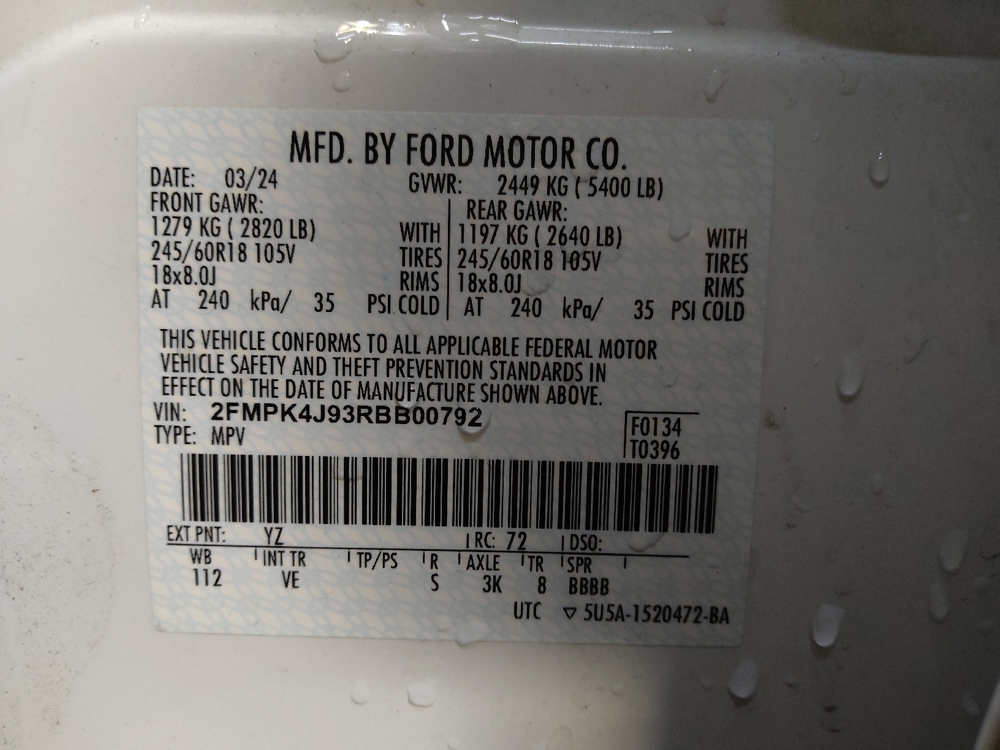 MFD. BY FORD MOTOR CO.
DATE: 03/24 GVWR: 2449 KG ( 5400 LB)
FRONT GAWR: REAR GAWR:
1279 KG ( 2820 LB) WITH 1197 KG ( 2640 LB) WITH
245/60R18 105V TIRES 245/60R18 105V TIRES
18x8.0J RIMS 18x8.0J RIMS
AT 240 kPa/ 35 PSI COLD AT 240 kPa/ 35 PSI COLD
THIS VEHICLE CONFORMS TO ALL APPLICABLE FEDERAL MOTOR
VEHICLE SAFETY AND THEFT PREVENTION STANDARDS IN
EFFECT ON THE DATE OF MANUFACTURE SHOWN ABOVE.
VIN: 2FMPK4J93RBB00792 F0134
TYPE: MPV T0396
EXT PNT: YZ RC: 72 DSO:
WB INT TR TP/PS R AXLE TR SPR
112 VE S 3K 8 BBBB
UTC ▽ 5U5A-1520472-BA